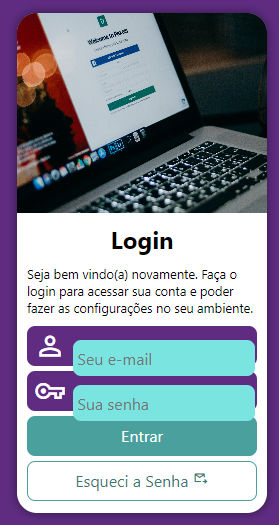 Login
Seja bem vindo(a) novamente. Faça o
login para acessar sua conta e poder
fazer as configurações no seu ambiente.
Seu e-mail
Sua senha
Entrar
Esqueci a Senha